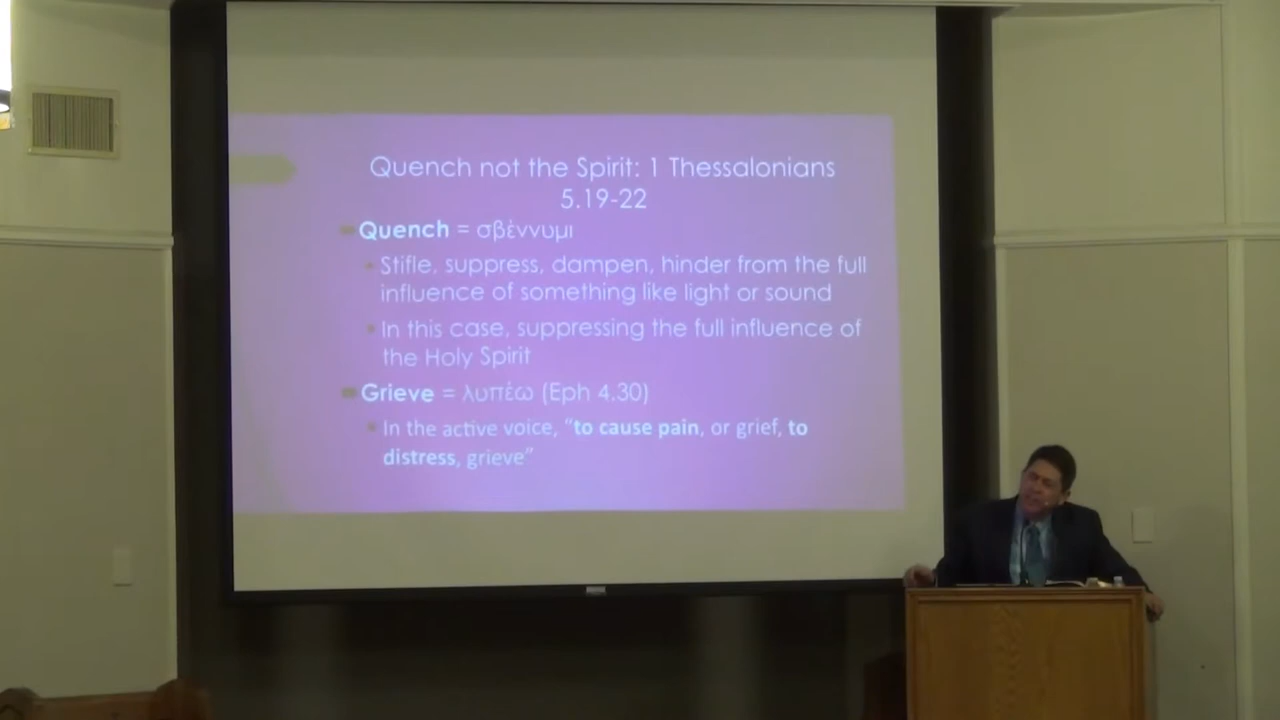 Quench not the Spirit: 1 Thessalonians
5.19-22
Quench = σβέννυμι
Stifle, suppress, dampen, hinder from the full
influence of something like light or sound
In this case, suppressing the full influence of
the Holy Spirit
Grieve = λυπέω (Eph 4.30)
In the active voice, “to cause pain, or grief, to
distress, grieve”